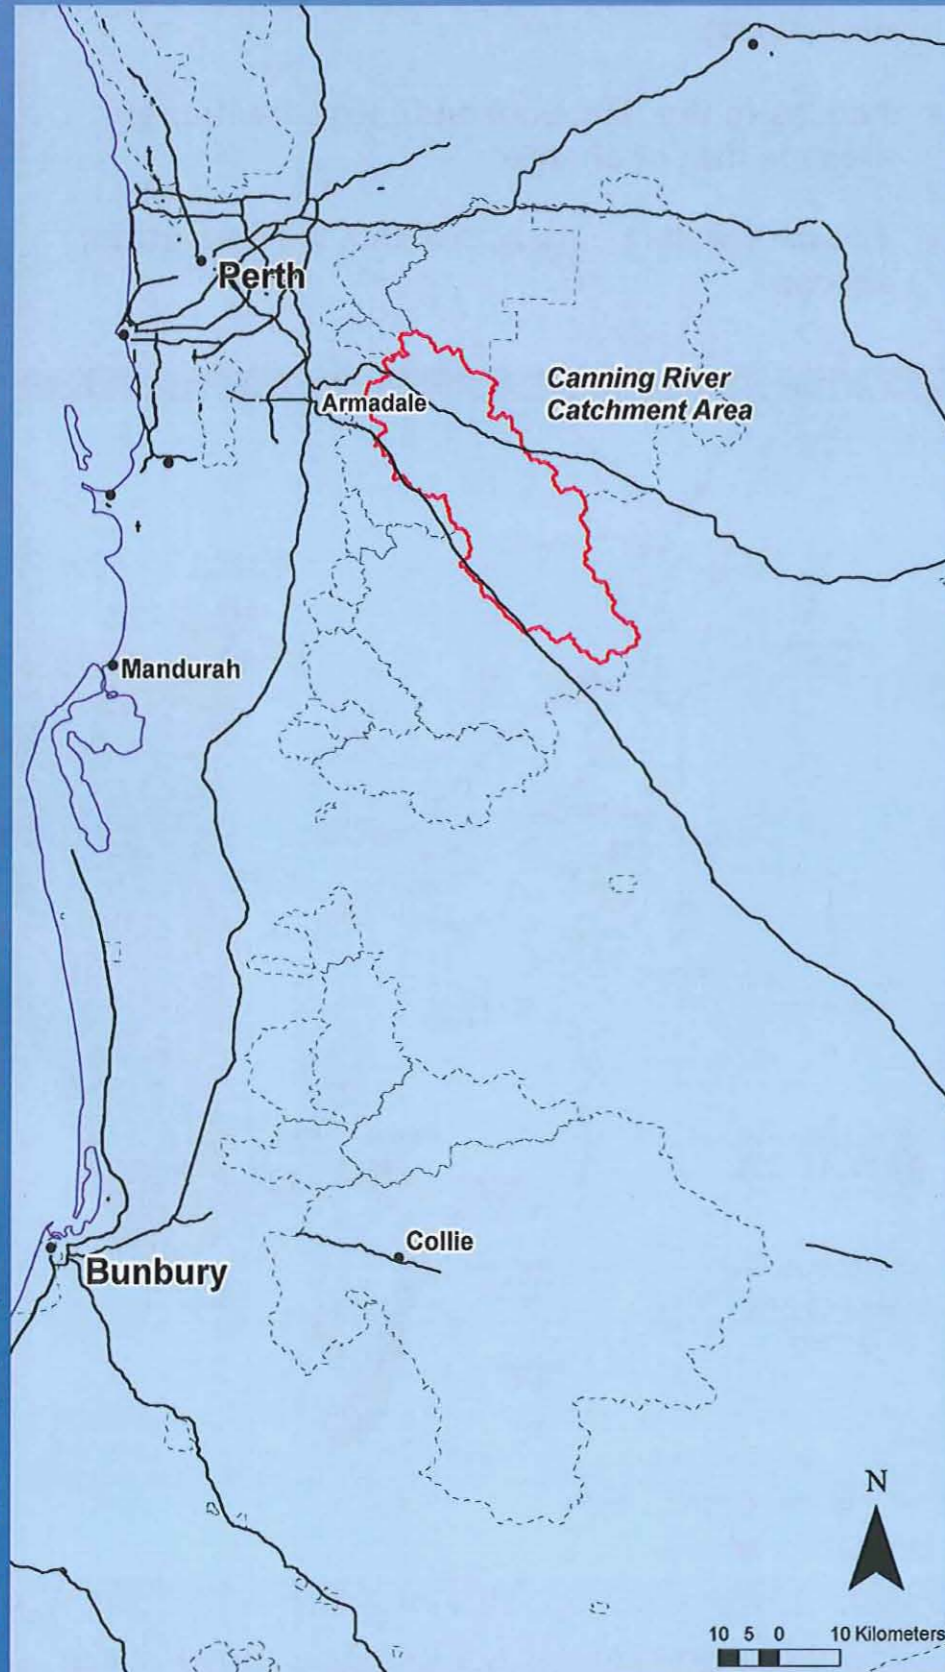 Perth
Canning River
Catchment Area
Armadale
Mandurah
Collie
Bunbury
N
10 5 0 10 Kilometers